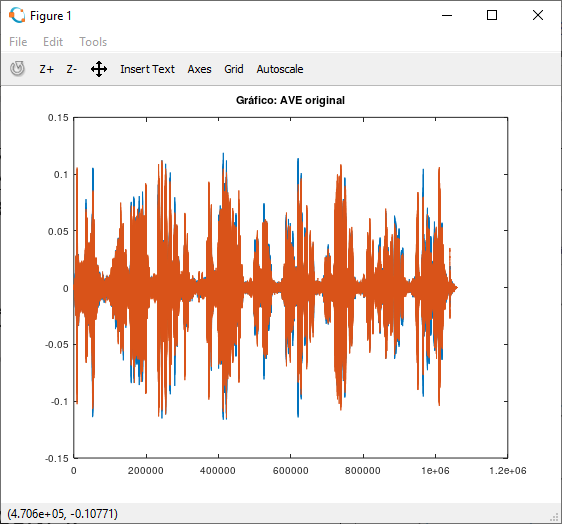 Figure 1
File Edit Tools
Z+ Z- Insert Text Axes Grid Autoscale
Gráfico: AVE original
0.15
0.1
0.05
0
-0.05
-0.1
-0.15
0 200000 400000 600000 800000 1e+06 1.2e+06
(4.706e+05, -0.10771)